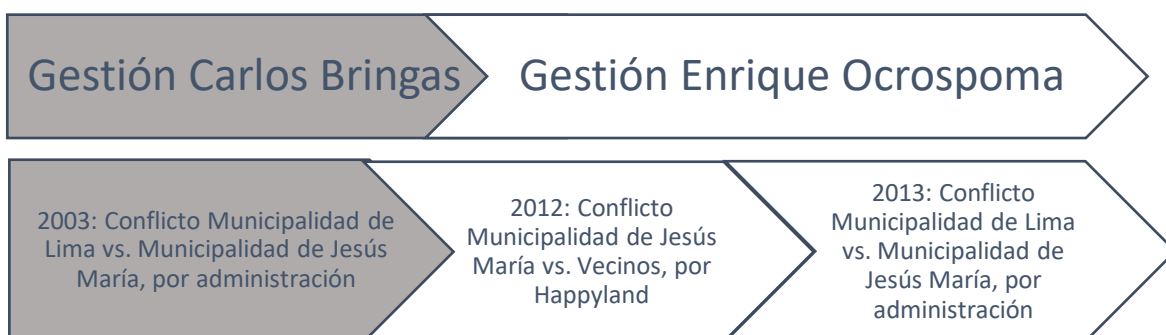 Gestión Carlos Bringas
Gestión Enrique Ocrospoma
2003: Conflicto Municipalidad de
Lima vs. Municipalidad de Jesús
María, por administración
2012: Conflicto
Municipalidad de Jesús
María vs. Vecinos, por
Happyland
2013: Conflicto
Municipalidad de Lima
vs. Municipalidad de
Jesús María, por
administración